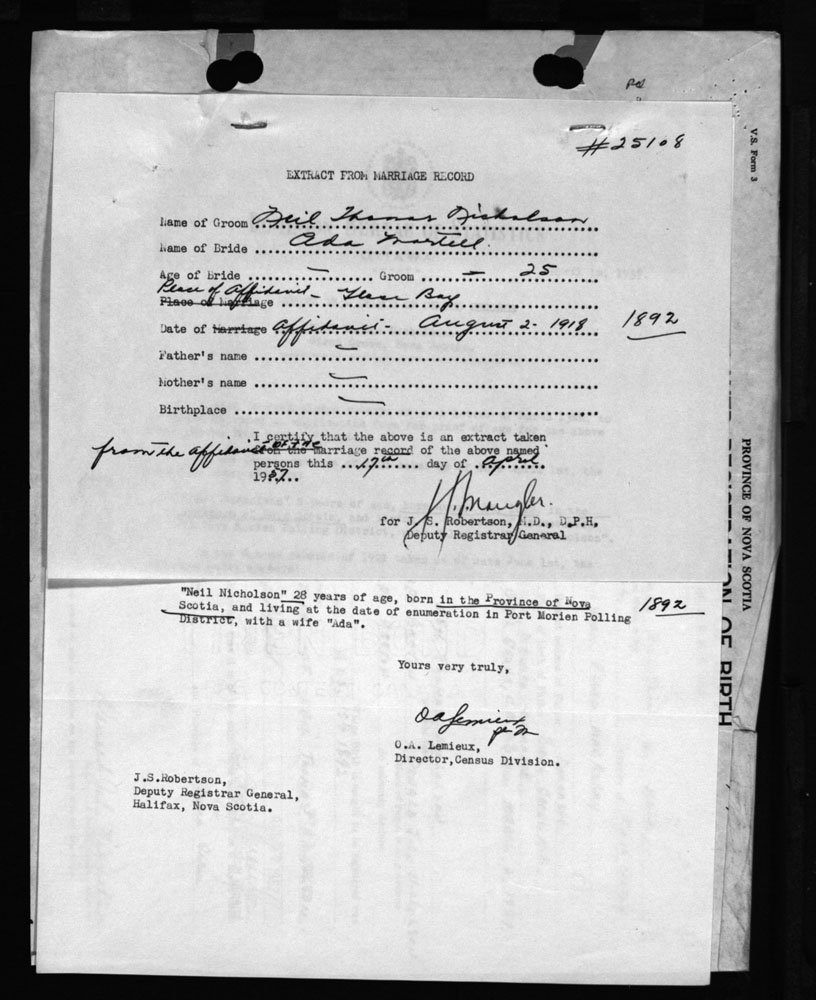 #25108
V.S. Form 3
PROVINCE OF NOVA SCOTIA
EXTRACT FROM MARRIAGE RECORD
Name of Groom Neil Thomas Nicholson
Name of Bride Ada Martell
Age of Bride — Groom — 25
Place of Affidavit - Glace Bay
Place of Marriage
Date of Marriage Affidavit - August 2 - 1918 1892
Father's name —
Mother's name —
Birthplace —
I certify that the above is an extract taken
from the affidavit of the
from the marriage record of the above named
persons this 17th day of April
1957
for J. S. Robertson, M.D., D.P.H,
Deputy Registrar General
"Neil Nicholson" 28 years of age, born in the Province of Nova
Scotia, and living at the date of enumeration in Port Morien Polling
District, with a wife "Ada".
1892
OF BIRTH
Yours very truly,
OA Lemieux
O.A. Lemieux,
Director,Census Division.
J.S.Robertson,
Deputy Registrar General,
Halifax, Nova Scotia.